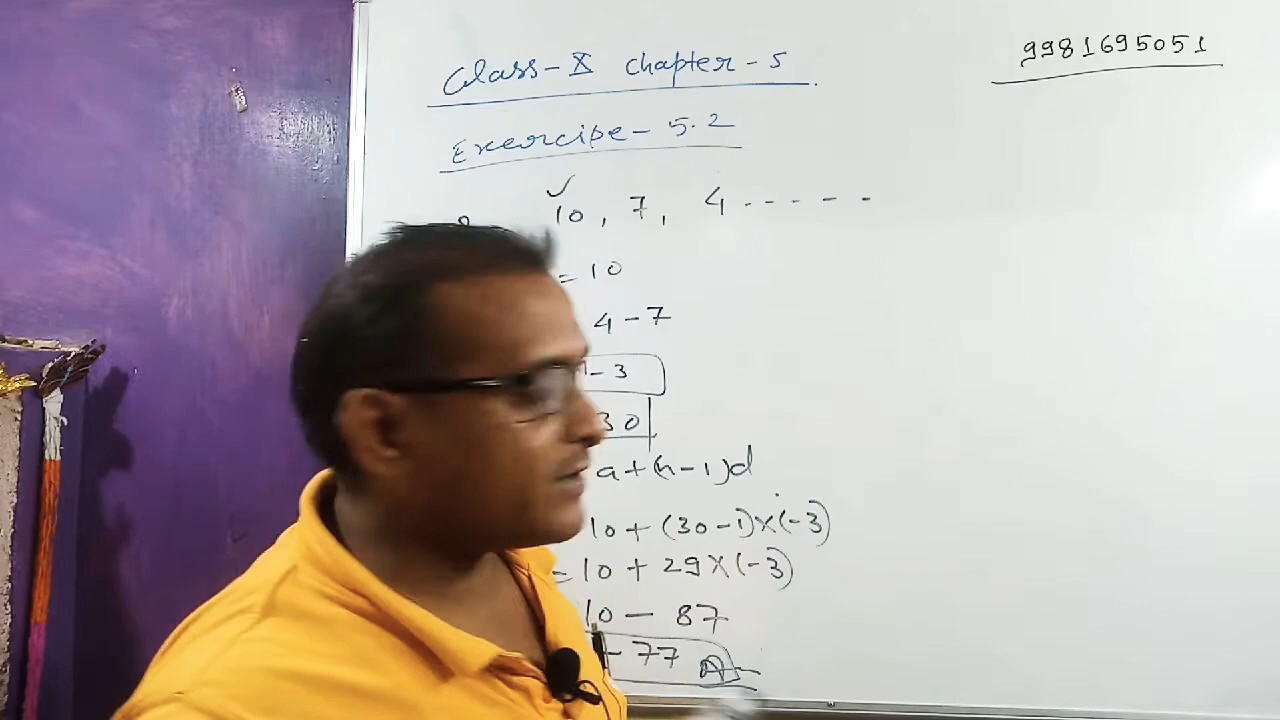 Class-X Chapter-5
9981695051
Exercise-5.2
10, 7, 4-----
=10
4-7
-3
30
a+(n-1)d
10+(30-1)×(-3)
=10+29×(-3)
10-87
-77